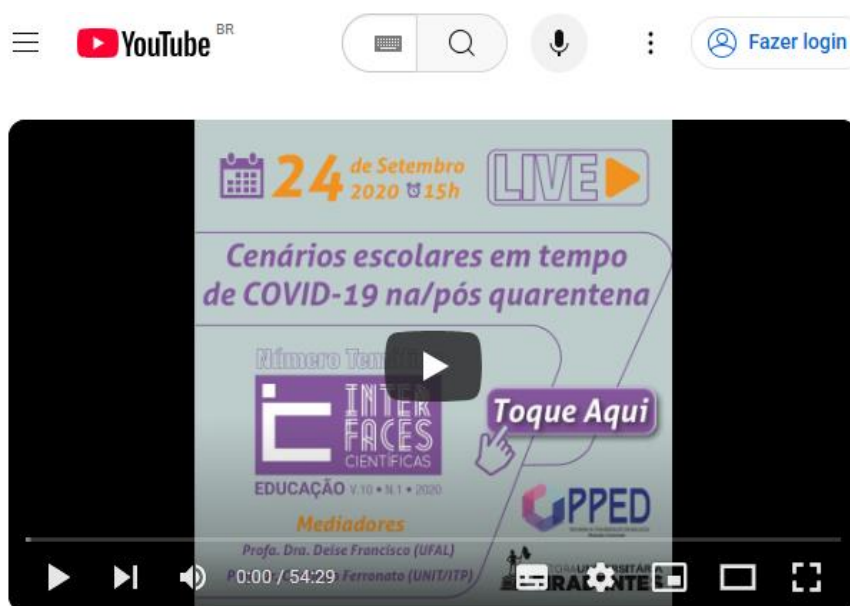 YouTube BR
Fazer login
24 de Setembro
2020 15h
LIVE
Cenários escolares em tempo
de COVID-19 na/pós quarentena
Número
INTER
FACES
CIENTÍFICAS
EDUCAÇÃO V.10 • N.1 • 2020
Toque Aqui
PPED
Mediadores
Profa. Dra. Deise Francisco (UFAL)
Ferronato (UNIT/ITP)
0:00 / 54:29